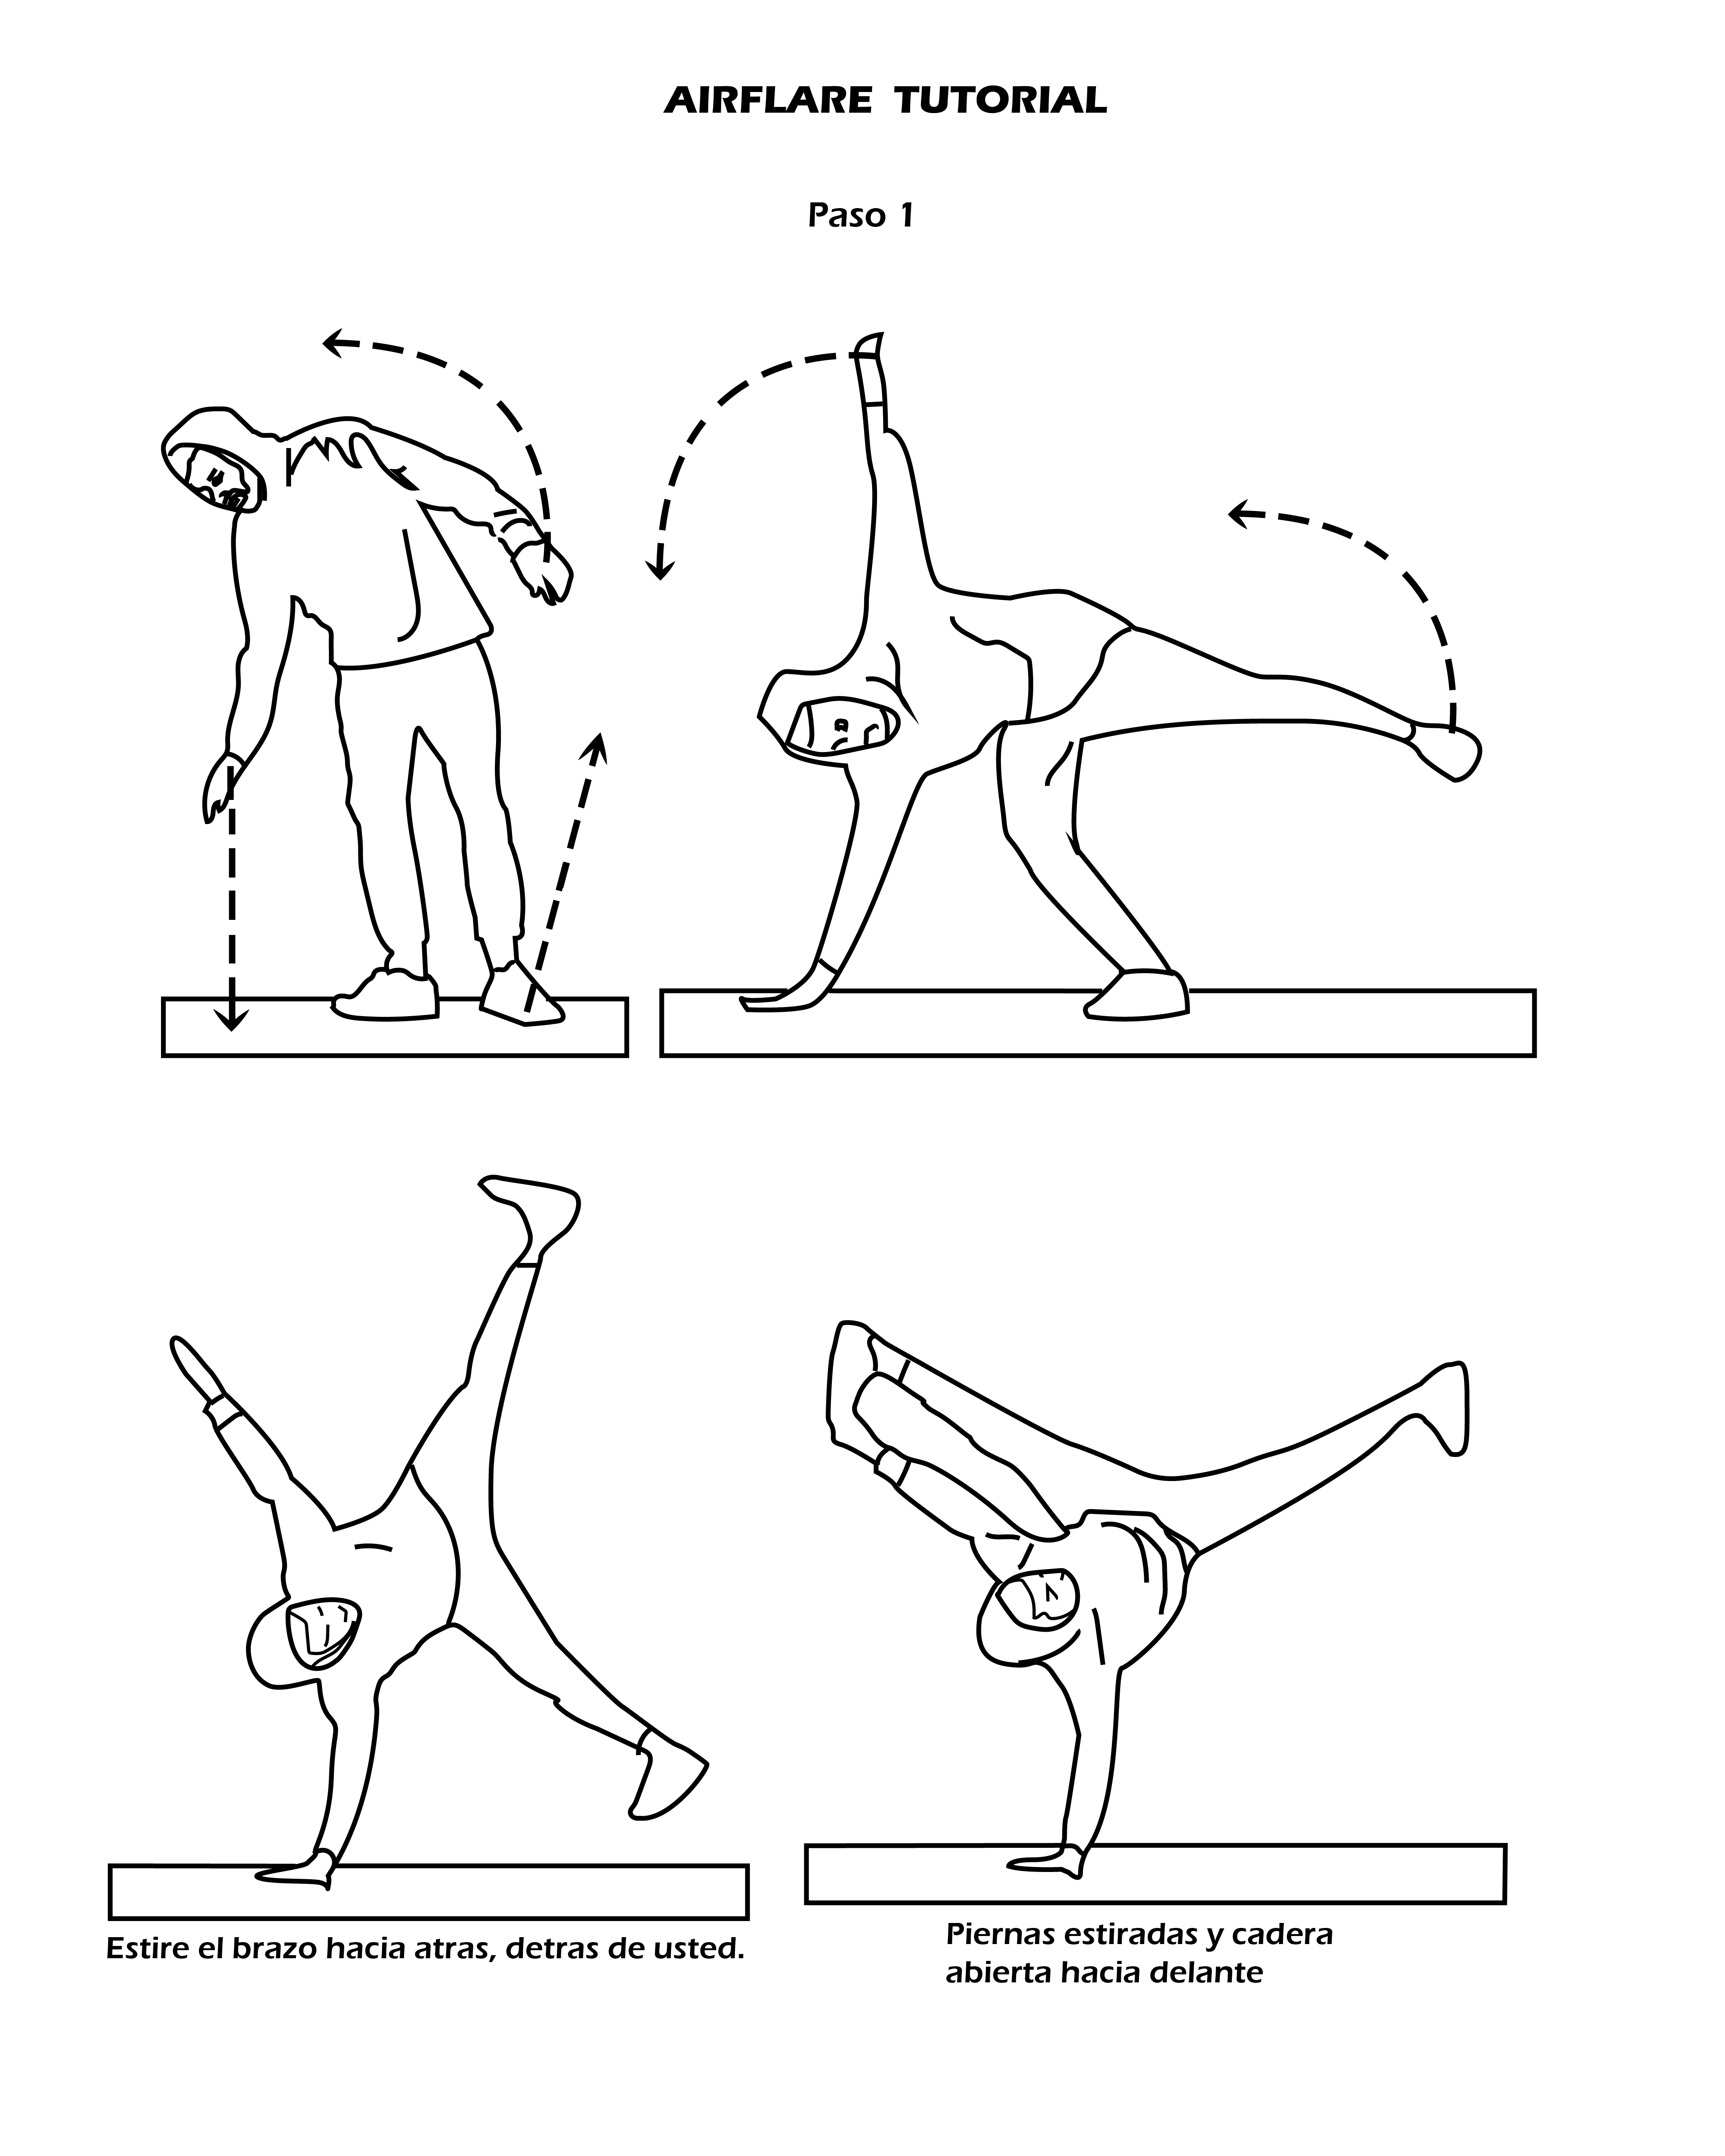 AIRFLARE TUTORIAL
Paso 1
Estire el brazo hacia atras, detras de usted.
Piernas estiradas y cadera
abierta hacia delante